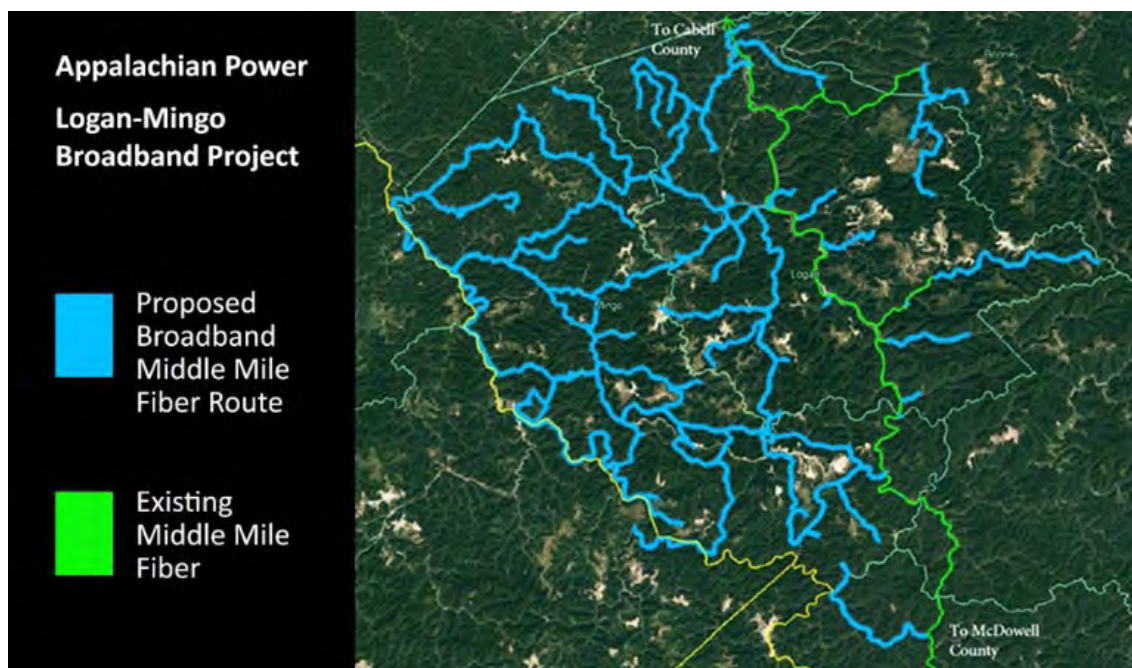 Appalachian Power
Logan-Mingo
Broadband Project
Proposed
Broadband
Middle Mile
Fiber Route
Existing
Middle Mile
Fiber
To Cabell
County
Boone
Logan
Mingo
To McDowell
County